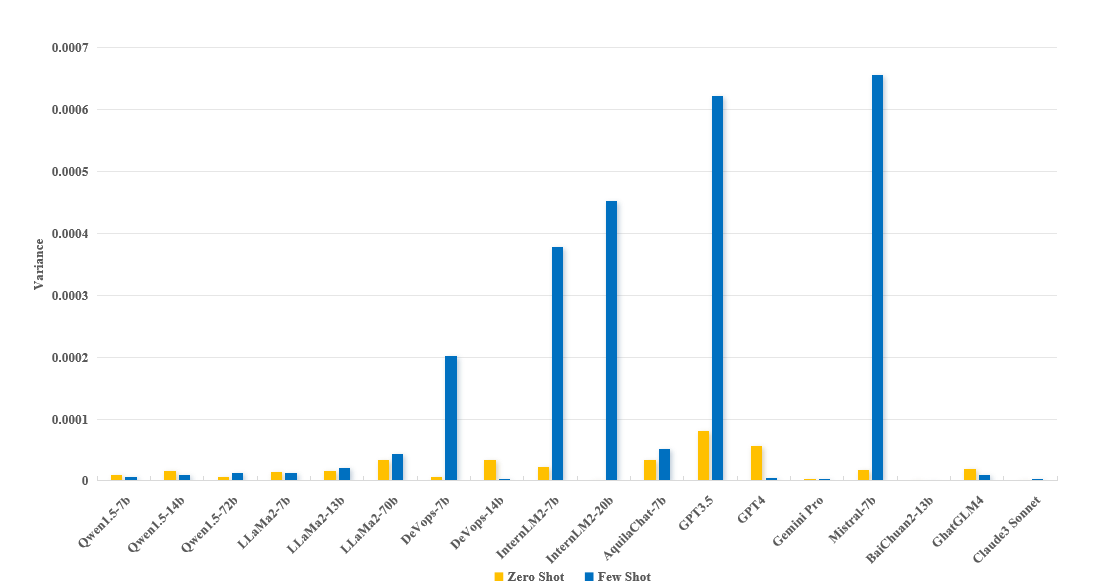 0.0007
0.0006
0.0005
0.0004
0.0003
0.0002
0.0001
0
Variance
Qwen1.5-7b
Qwen1.5-14b
Qwen1.5-72b
LLaMa2-7b
LLaMa2-13b
LLaMa2-70b
DeVops-7b
DeVops-14b
InternLM2-7b
InternLM2-20b
AquilaChat-7b
GPT3.5
GPT4
Gemini Pro
Mistral-7b
BaiChuan2-13b
GhatGLM4
Claude3 Sonnet
Zero Shot Few Shot